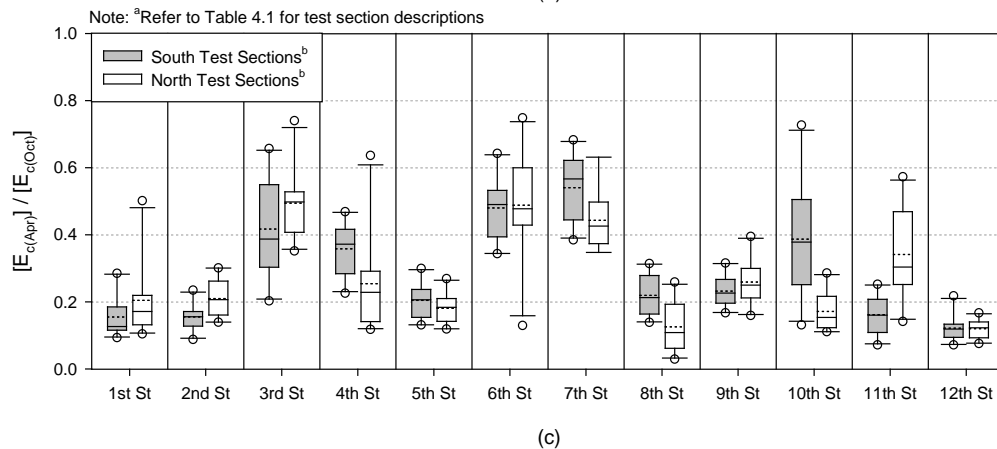 Note: ᵃRefer to Table 4.1 for test section descriptions
1.0
South Test Sectionsᵇ
North Test Sectionsᵇ
0.8
0.6
0.4
0.2
0.0
[E_c(Apr)] / [E_c(Oct)]
1st St 2nd St 3rd St 4th St 5th St 6th St 7th St 8th St 9th St 10th St 11th St 12th St
(c)